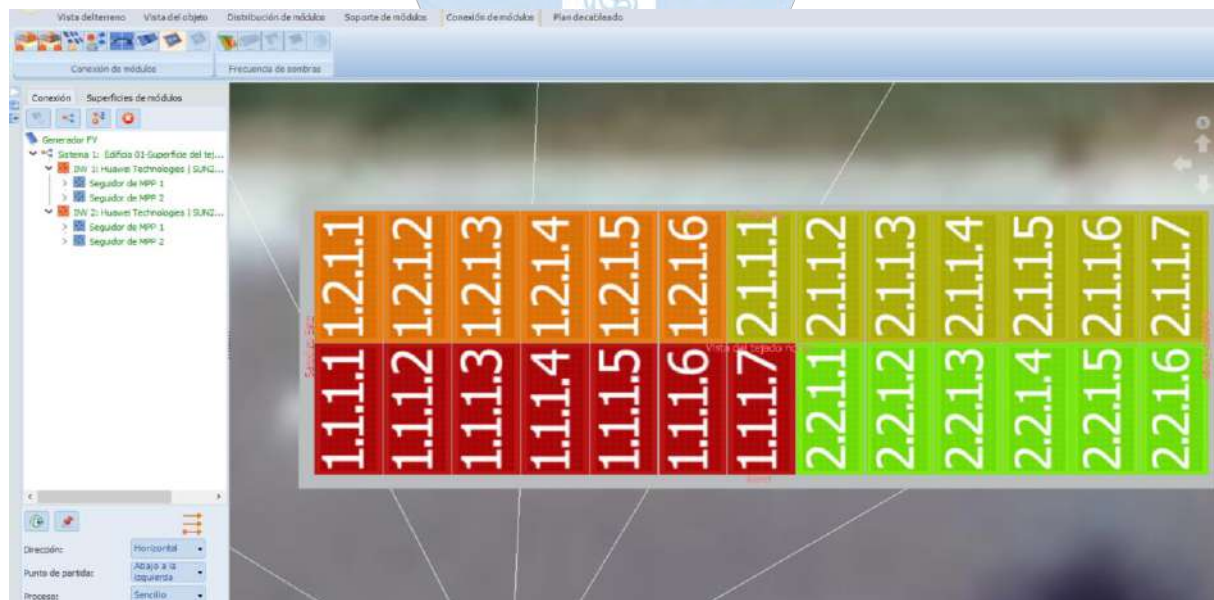 Vista del terreno Vista del objeto Distribución de módulos Soporte de módulos Conexión de módulos Plan de cableado
Conexión de módulos Frecuencia de sombras
Conexión Superficies de módulos
Generador FV
Sistema 1: Edificio 01-Superficie del tej...
INV 1: Huawei Technologies | SUN2...
Seguidor de MPP 1
Seguidor de MPP 2
INV 2: Huawei Technologies | SUN2...
Seguidor de MPP 1
Seguidor de MPP 2
1.2.1.1 1.2.1.2 1.2.1.3 1.2.1.4 1.2.1.5 1.2.1.6 2.1.1.1 2.1.1.2 2.1.1.3 2.1.1.4 2.1.1.5 2.1.1.6 2.1.1.7
Vista del tejado
1.1.1.1 1.1.1.2 1.1.1.3 1.1.1.4 1.1.1.5 1.1.1.6 1.1.1.7 2.2.1.1 2.2.1.2 2.2.1.3 2.2.1.4 2.2.1.5 2.2.1.6
Dirección: Horizontal
Punto de partida: Abajo a la izquierda
Proceso: Sencillo